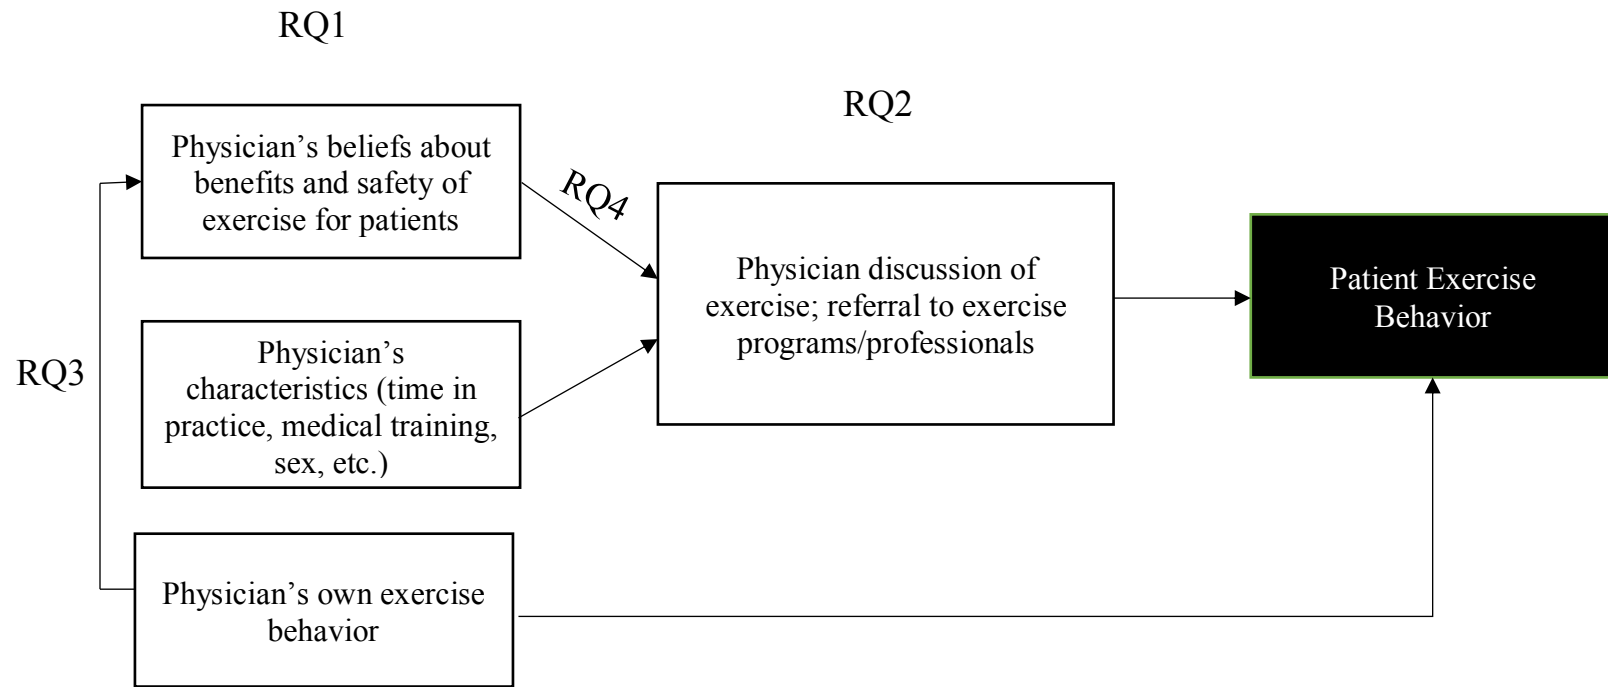 RQ1
RQ2
Physician’s beliefs about
benefits and safety of
exercise for patients
RQ4
Physician discussion of
exercise; referral to exercise
programs/professionals
Patient Exercise
Behavior
Physician’s
characteristics (time in
practice, medical training,
sex, etc.)
RQ3
Physician’s own exercise
behavior